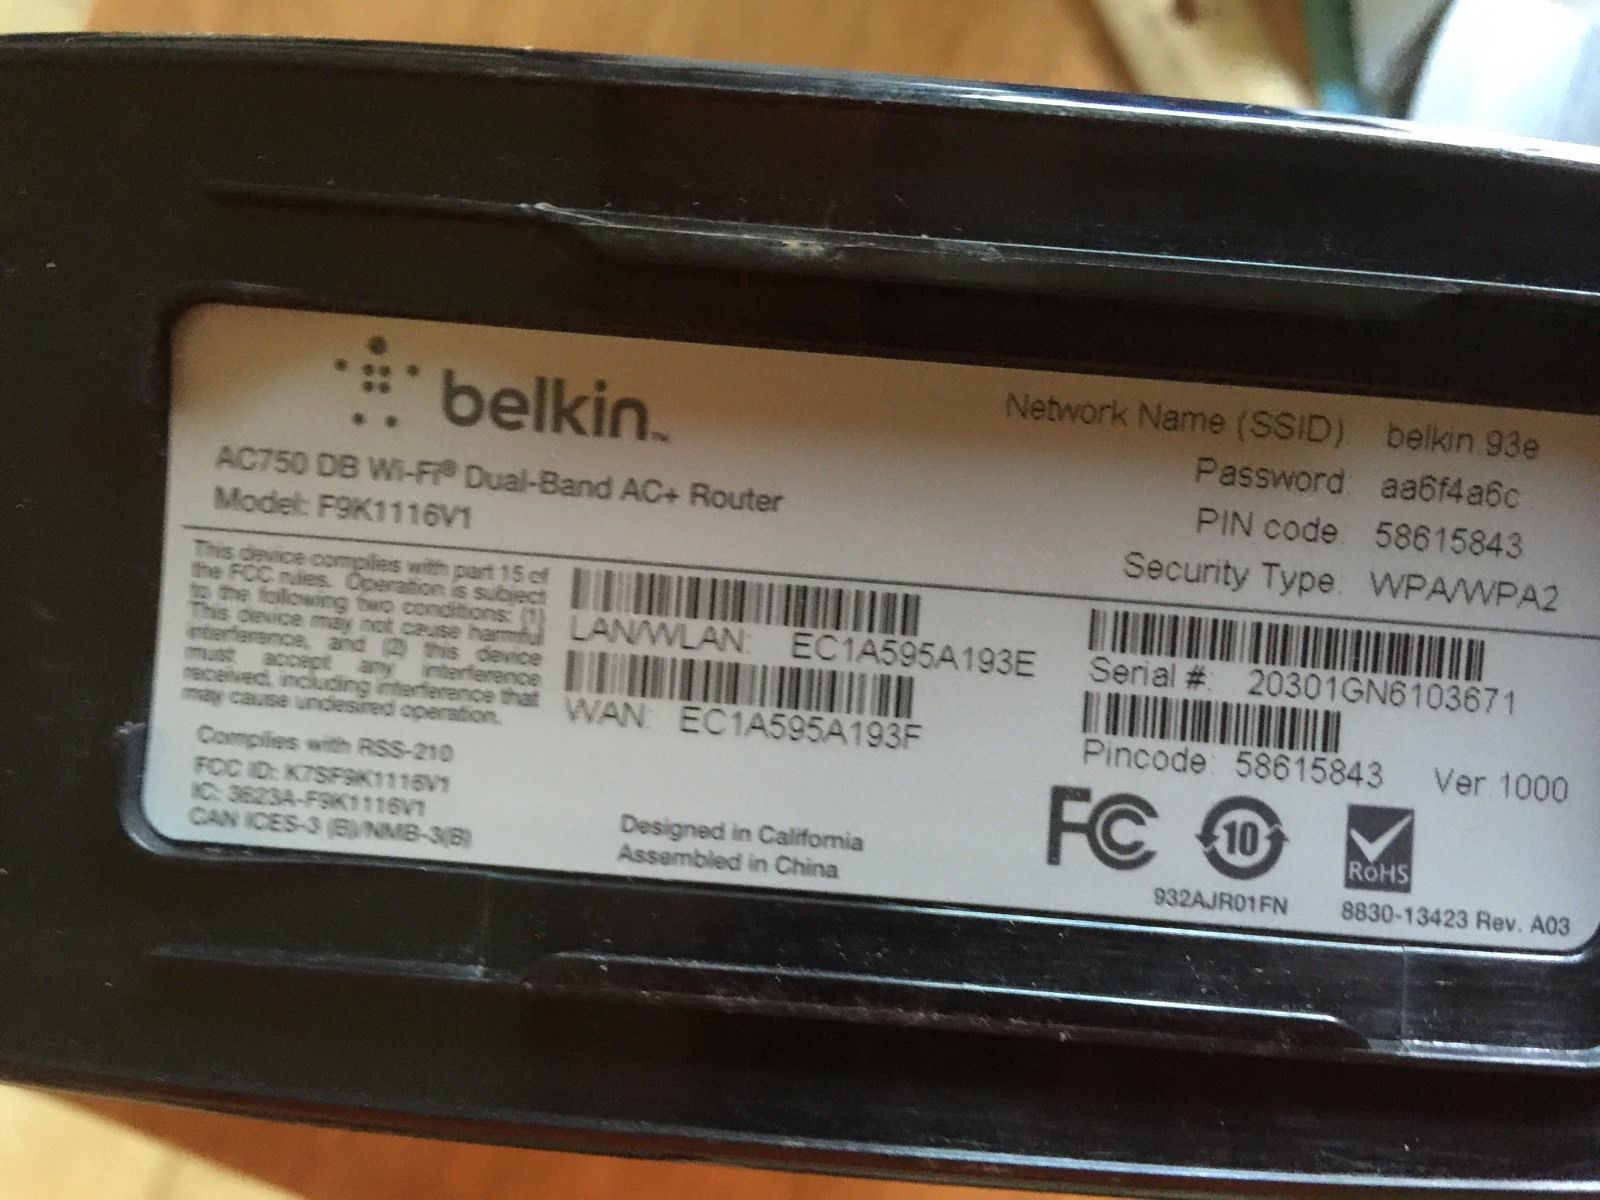 belkin™
AC750 DB Wi-Fi® Dual-Band AC+ Router
Model: F9K1116V1
Network Name (SSID) belkin.93e
Password: aa6f4a6c
PIN code 58615843
Security Type: WPA/WPA2
This device complies with part 15 of
the FCC rules. Operation is subject
to the following two conditions: (1)
This device may not cause harmful
interference, and (2) this device
must accept any interference
received, including interference that
may cause undesired operation.
Complies with RSS-210
FCC ID: K7SF9K1116V1
IC: 3623A-F9K1116V1
CAN ICES-3 (B)/NMB-3(B)
LAN/WLAN: EC1A595A193E
WAN: EC1A595A193F
Designed in California
Assembled in China
Serial #: 20301GN6103671
Pincode: 58615843 Ver.1000
FC
10
RoHS
932AJR01FN
8830-13423 Rev. A03